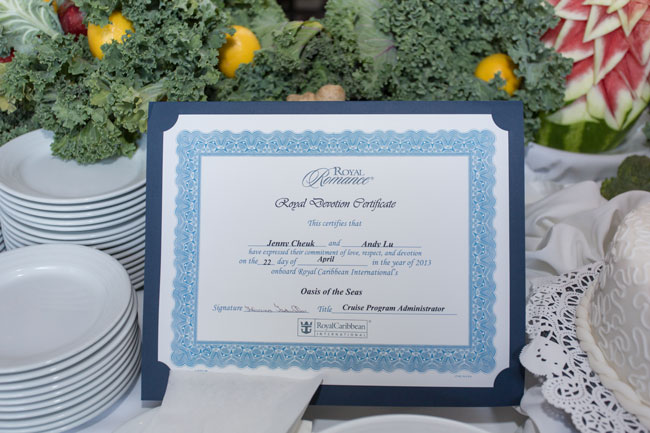 Royal
Romance®
Royal Devotion Certificate
This certifies that
Jenny Cheuk and Andy Lu
have expressed their commitment of love, respect, and devotion
on the 22 day of April in the year of 2013
onboard Royal Caribbean International's
Oasis of the Seas
Signature Title Cruise Program Administrator
RoyalCaribbean
INTERNATIONAL